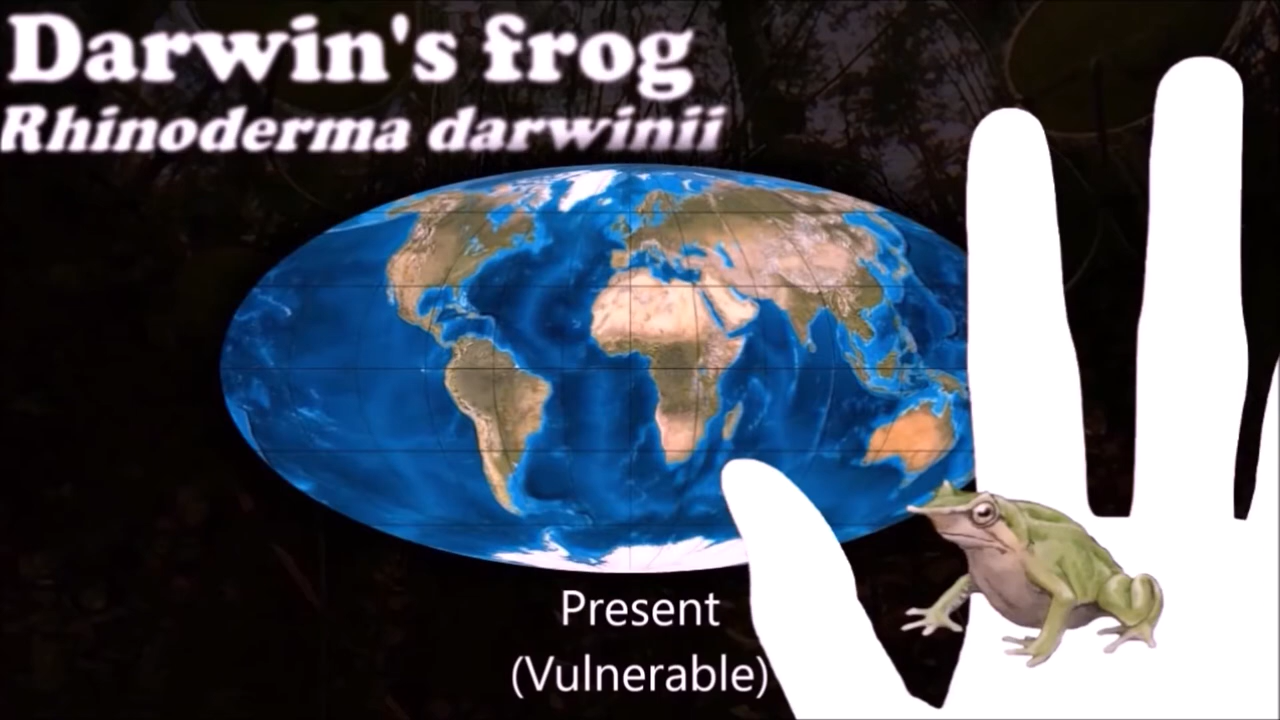 Darwin's frog
Rhinoderma darwinii
Present
(Vulnerable)